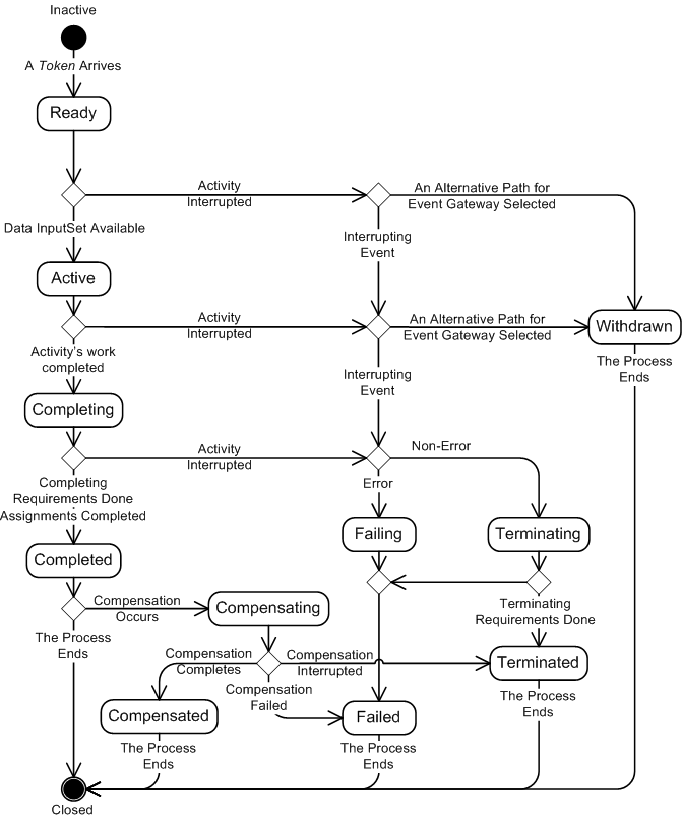 Inactive
A Token Arrives
Ready
Activity
Interrupted
An Alternative Path for
Event Gateway Selected
Data InputSet Available
Interrupting
Event
Active
Activity
Interrupted
An Alternative Path for
Event Gateway Selected
Withdrawn
Activity's work
completed
The Process
Ends
Interrupting
Event
Completing
Activity
Interrupted
Non-Error
Completing
Requirements Done
Assignments Completed
Error
Failing
Terminating
Completed
Compensation
Occurs
Compensating
Terminating
Requirements Done
The Process
Ends
Compensation
Completes
Compensation
Interrupted
Terminated
Compensation
Failed
The Process
Ends
Compensated
Failed
The Process
Ends
The Process
Ends
Closed